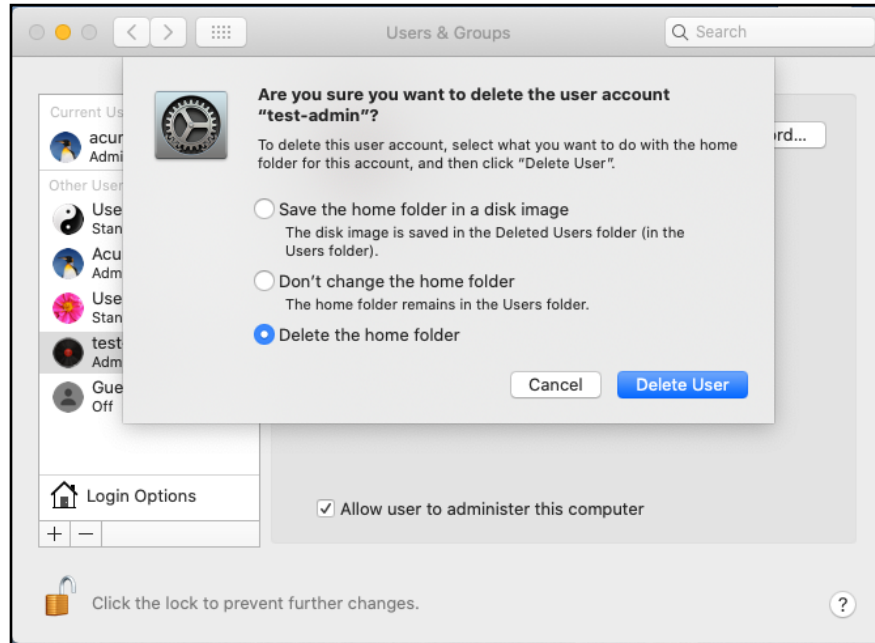 Users & Groups
Search
Are you sure you want to delete the user account
“test-admin”?
To delete this user account, select what you want to do with the home
folder for this account, and then click “Delete User”.
Save the home folder in a disk image
The disk image is saved in the Deleted Users folder (in the
Users folder).
Don’t change the home folder
The home folder remains in the Users folder.
Delete the home folder
Cancel
Delete User
Current Us
acur
Admi
rd...
Other User
Use
Stan
Acu
Adm
Use
Stan
test
Adm
Gue
Off
Login Options
Allow user to administer this computer
+ −
Click the lock to prevent further changes.
?